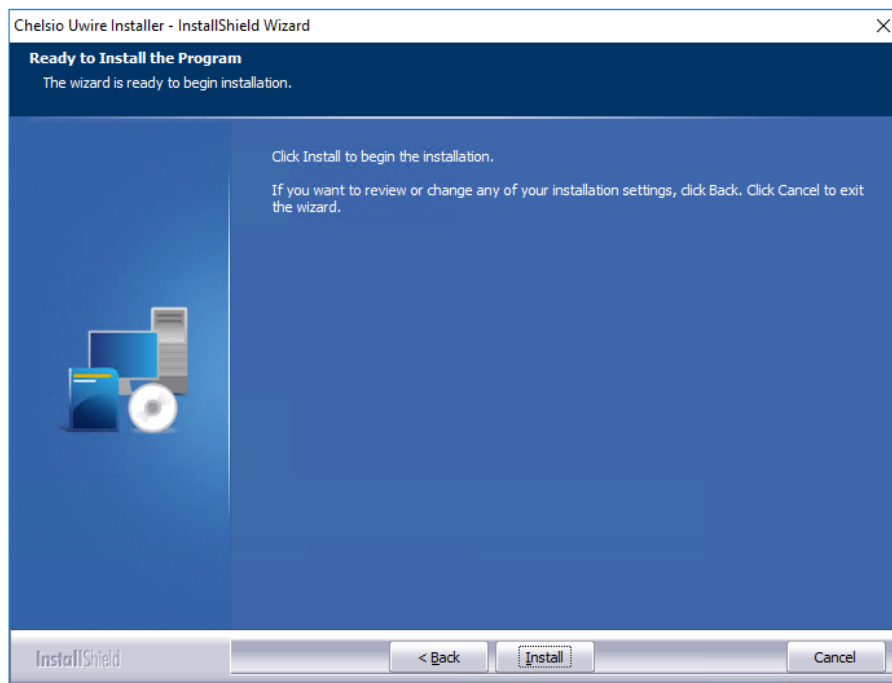 Chelsio Uwire Installer - InstallShield Wizard
Ready to Install the Program
The wizard is ready to begin installation.
Click Install to begin the installation.
If you want to review or change any of your installation settings, click Back. Click Cancel to exit
the wizard.
InstallShield
< Back
Install
Cancel